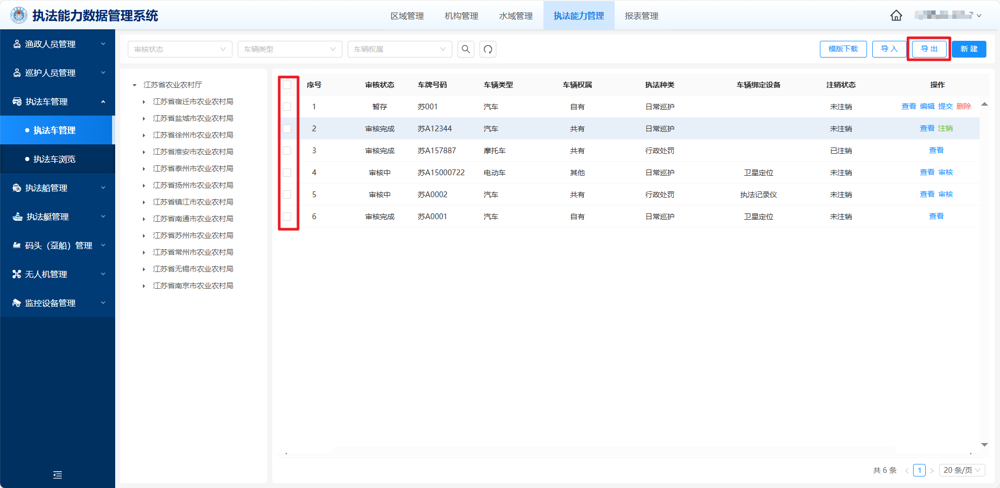 执法能力数据管理系统
区域管理 机构管理 水域管理 执法能力管理 报表管理
渔政人员管理
巡护人员管理
执法车管理
执法车管理
执法车浏览
执法船管理
执法艇管理
码头（趸船）管理
无人机管理
监控设备管理
审核状态 车辆类型 车辆权属 模版下载 导入 导出 新建
江苏省农业农村厅
江苏省宿迁市农业农村局
江苏省盐城市农业农村局
江苏省徐州市农业农村局
江苏省淮安市农业农村局
江苏省泰州市农业农村局
江苏省扬州市农业农村局
江苏省镇江市农业农村局
江苏省南通市农业农村局
江苏省苏州市农业农村局
江苏省常州市农业农村局
江苏省无锡市农业农村局
江苏省南京市农业农村局
序号 审核状态 车牌号码 车辆类型 车辆权属 执法种类 车辆绑定设备 注销状态 操作
1 暂存 苏001 汽车 自有 日常巡护 未注销 查看 编辑 提交 删除
2 审核完成 苏A12344 汽车 共有 日常巡护 未注销 查看 注销
3 审核完成 苏A157887 摩托车 共有 行政处罚 已注销 查看
4 审核中 苏A15000722 电动车 其他 日常巡护 卫星定位 未注销 查看 审核
5 审核中 苏A0002 汽车 共有 行政处罚 执法记录仪 未注销 查看 审核
6 审核完成 苏A0001 汽车 自有 日常巡护 卫星定位 未注销 查看
共 6 条 < 1 > 20 条/页